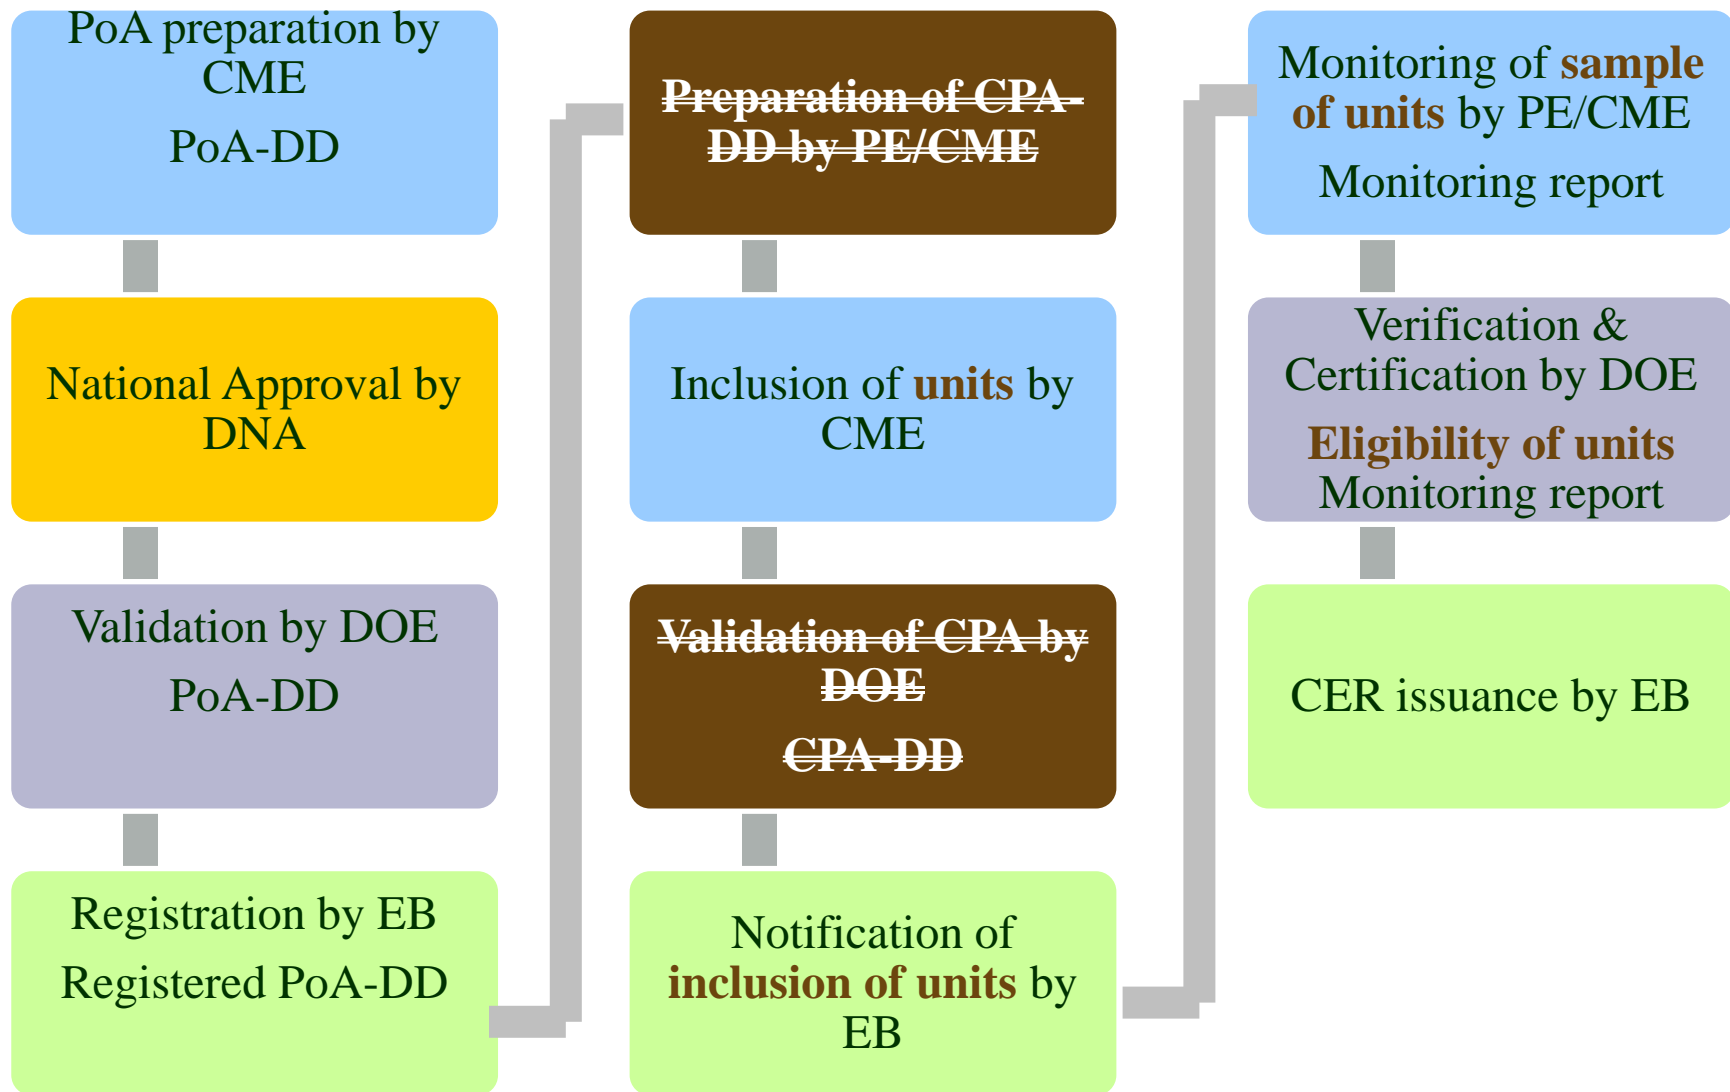 PoA preparation by
CME
PoA-DD
National Approval by
DNA
Validation by DOE
PoA-DD
Registration by EB
Registered PoA-DD
Preparation of CPA-
DD by PE/CME
Inclusion of units by
CME
Validation of CPA by
DOE
CPA-DD
Notification of
inclusion of units by
EB
Monitoring of sample
of units by PE/CME
Monitoring report
Verification &
Certification by DOE
Eligibility of units
Monitoring report
CER issuance by EB